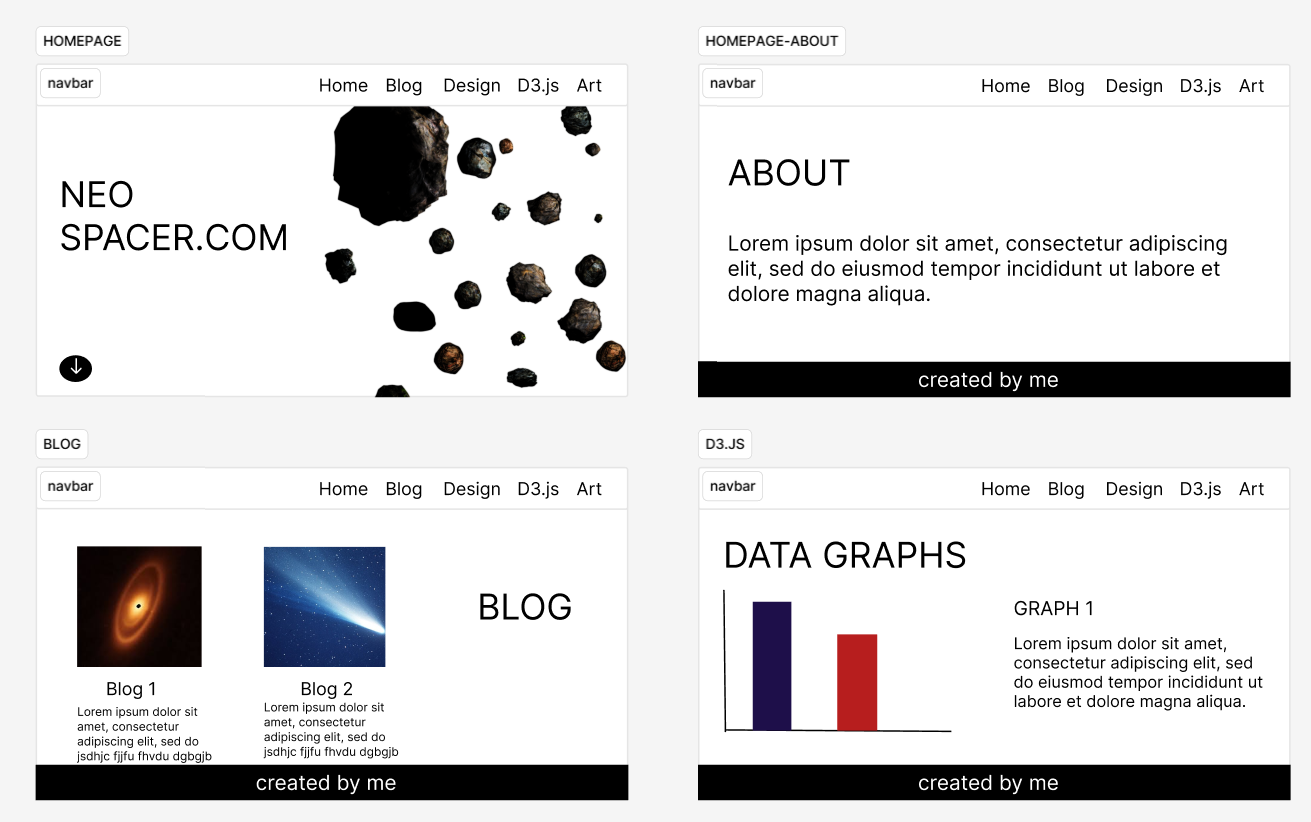 HOMEPAGE
navbar
Home Blog Design D3.js Art
NEO
SPACER.COM
HOMEPAGE-ABOUT
navbar
Home Blog Design D3.js Art
ABOUT
Lorem ipsum dolor sit amet, consectetur adipiscing
elit, sed do eiusmod tempor incididunt ut labore et
dolore magna aliqua.
created by me
BLOG
navbar
Home Blog Design D3.js Art
BLOG
Blog 1
Lorem ipsum dolor sit
amet, consectetur
adipiscing elit, sed do
jsdhjc fjjfu fhvdu dgbgjb
Blog 2
Lorem ipsum dolor sit
amet, consectetur
adipiscing elit, sed do
jsdhjc fjjfu fhvdu dgbgjb
created by me
D3.JS
navbar
Home Blog Design D3.js Art
DATA GRAPHS
GRAPH 1
Lorem ipsum dolor sit amet,
consectetur adipiscing elit, sed
do eiusmod tempor incididunt ut
labore et dolore magna aliqua.
created by me